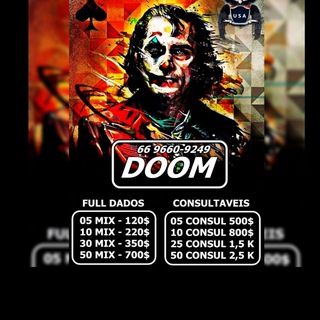 USA
66 9660-9249
DOOM
FULL DADOS
05 MIX - 120$
10 MIX - 220$
30 MIX - 350$
50 MIX - 700$
CONSULTAVEIS
05 CONSUL 500$
10 CONSUL 800$
25 CONSUL 1,5 K
50 CONSUL 2,5 K